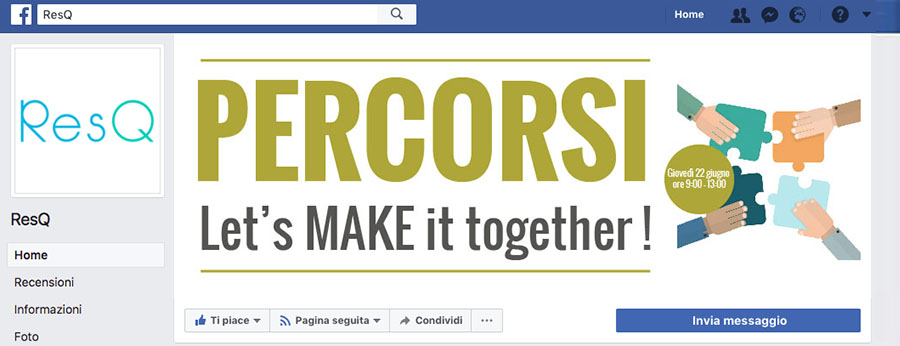 ResQ
Home
ResQ
PERCORSI
Let's MAKE it together !
Giovedì 22 giugno
ore 9:00 - 13:00
ResQ
Home
Recensioni
Informazioni
Foto
Ti piace
Pagina seguita
Condividi
Invia messaggio